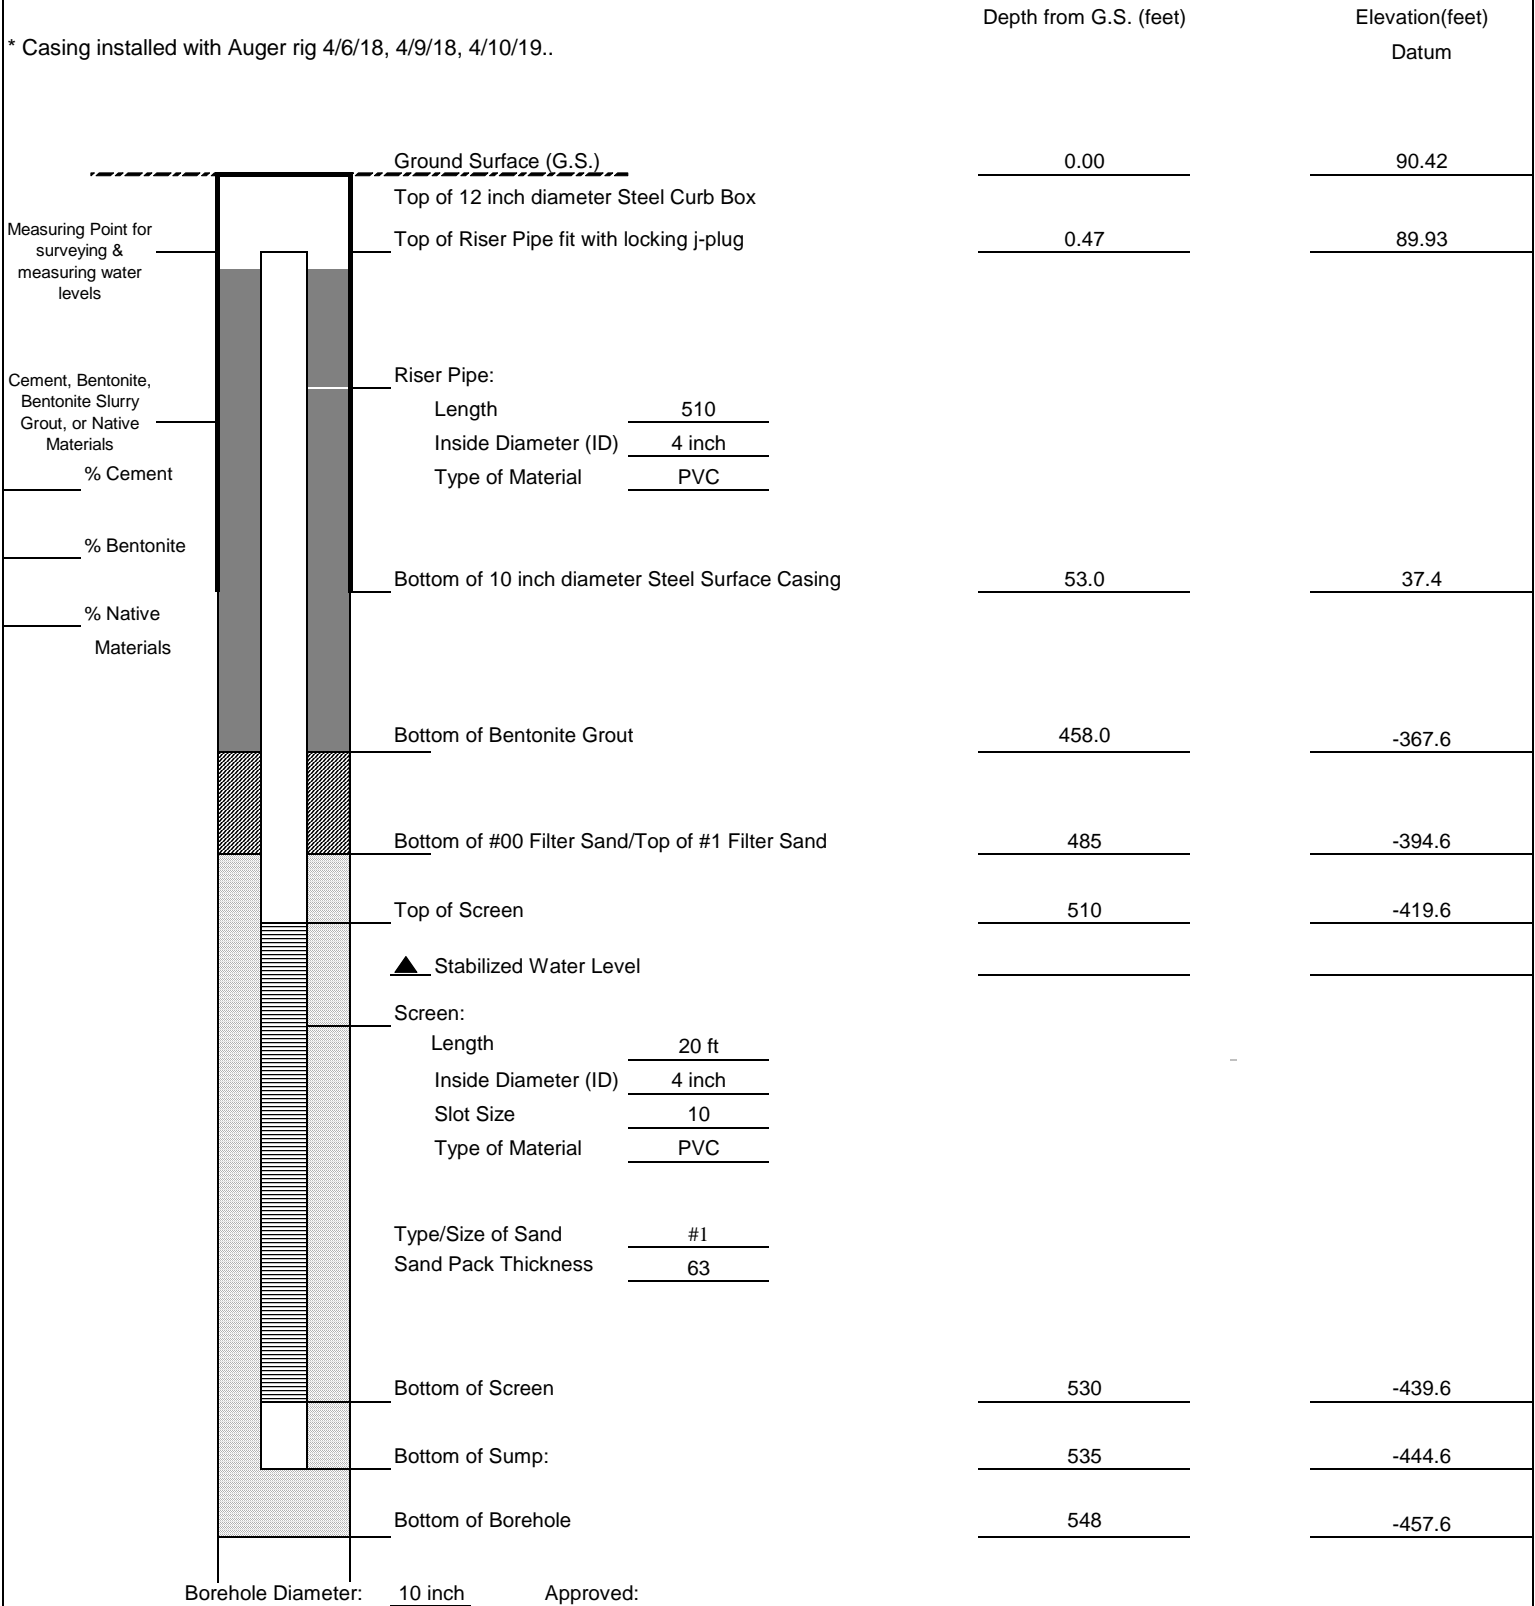 Depth from G.S. (feet) Elevation(feet)
* Casing installed with Auger rig 4/6/18, 4/9/18, 4/10/19..
Datum
Ground Surface (G.S.) 0.00 90.42
Top of 12 inch diameter Steel Curb Box
Measuring Point for
surveying &
measuring water
levels
Top of Riser Pipe fit with locking j-plug 0.47 89.93
Cement, Bentonite,
Bentonite Slurry
Grout, or Native
Materials
Riser Pipe:
Length 510
Inside Diameter (ID) 4 inch
Type of Material PVC
% Cement
% Bentonite
% Native
Materials
Bottom of 10 inch diameter Steel Surface Casing 53.0 37.4
Bottom of Bentonite Grout 458.0 -367.6
Bottom of #00 Filter Sand/Top of #1 Filter Sand 485 -394.6
Top of Screen 510 -419.6
Stabilized Water Level
Screen:
Length 20 ft
Inside Diameter (ID) 4 inch
Slot Size 10
Type of Material PVC
Type/Size of Sand #1
Sand Pack Thickness 63
Bottom of Screen 530 -439.6
Bottom of Sump: 535 -444.6
Bottom of Borehole 548 -457.6
Borehole Diameter: 10 inch Approved: